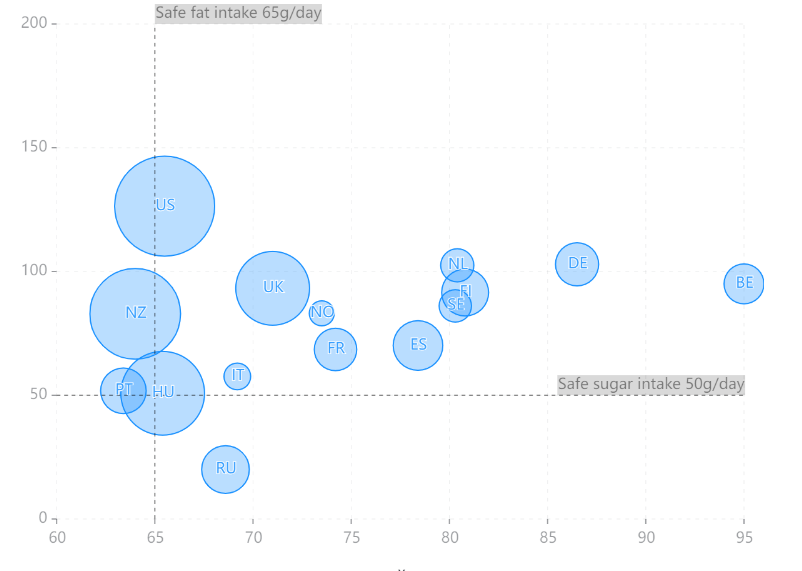 Safe fat intake 65g/day
200
150
US
100
NL
DE
BE
UK
FI
SE
NZ
NO
FR
ES
IT
Safe sugar intake 50g/day
50
PT
HU
RU
0
60
65
70
75
80
85
90
95